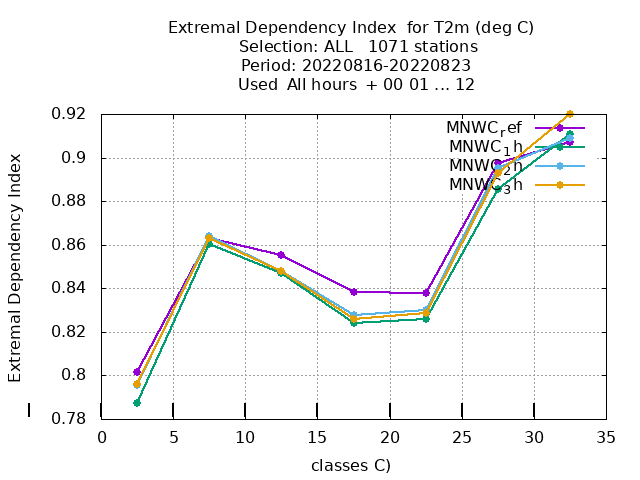 Extremal Dependency Index  for T2m (deg C)
Selection: ALL   1071 stations
Period: 20220816-20220823
Used  All hours  + 00 01 ... 12
Extremal Dependency Index
0.92
0.9
0.88
0.86
0.84
0.82
0.8
0.78
MNWCref
MNWC1h
MNWC2h
MNWC3h
0 5 10 15 20 25 30 35
classes C)